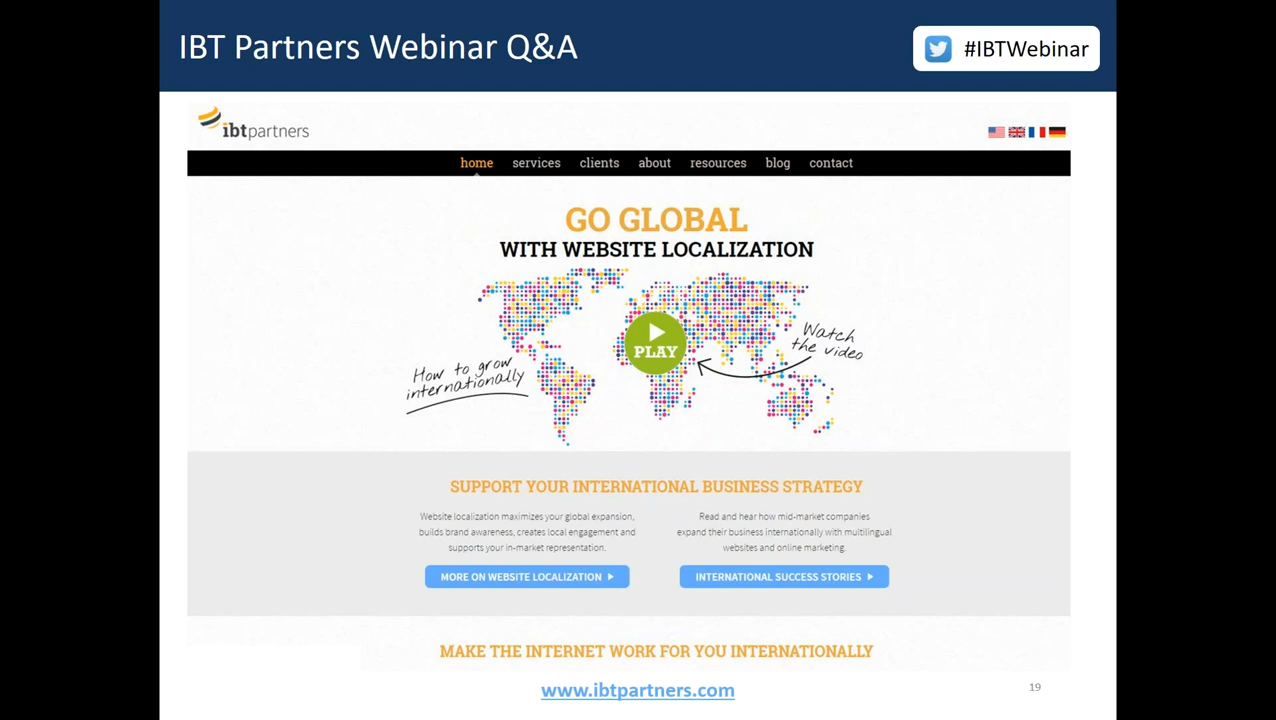 IBT Partners Webinar Q&A
#IBTWebinar
ibtpartners
home services clients about resources blog contact
GO GLOBAL
WITH WEBSITE LOCALIZATION
PLAY
Watch
the video
How to grow
internationally
SUPPORT YOUR INTERNATIONAL BUSINESS STRATEGY
Website localization maximizes your global expansion,
builds brand awareness, creates local engagement and
supports your in-market representation.
MORE ON WEBSITE LOCALIZATION
Read and hear how mid-market companies
expand their business internationally with multilingual
websites and online marketing.
INTERNATIONAL SUCCESS STORIES
MAKE THE INTERNET WORK FOR YOU INTERNATIONALLY
www.ibtpartners.com
19